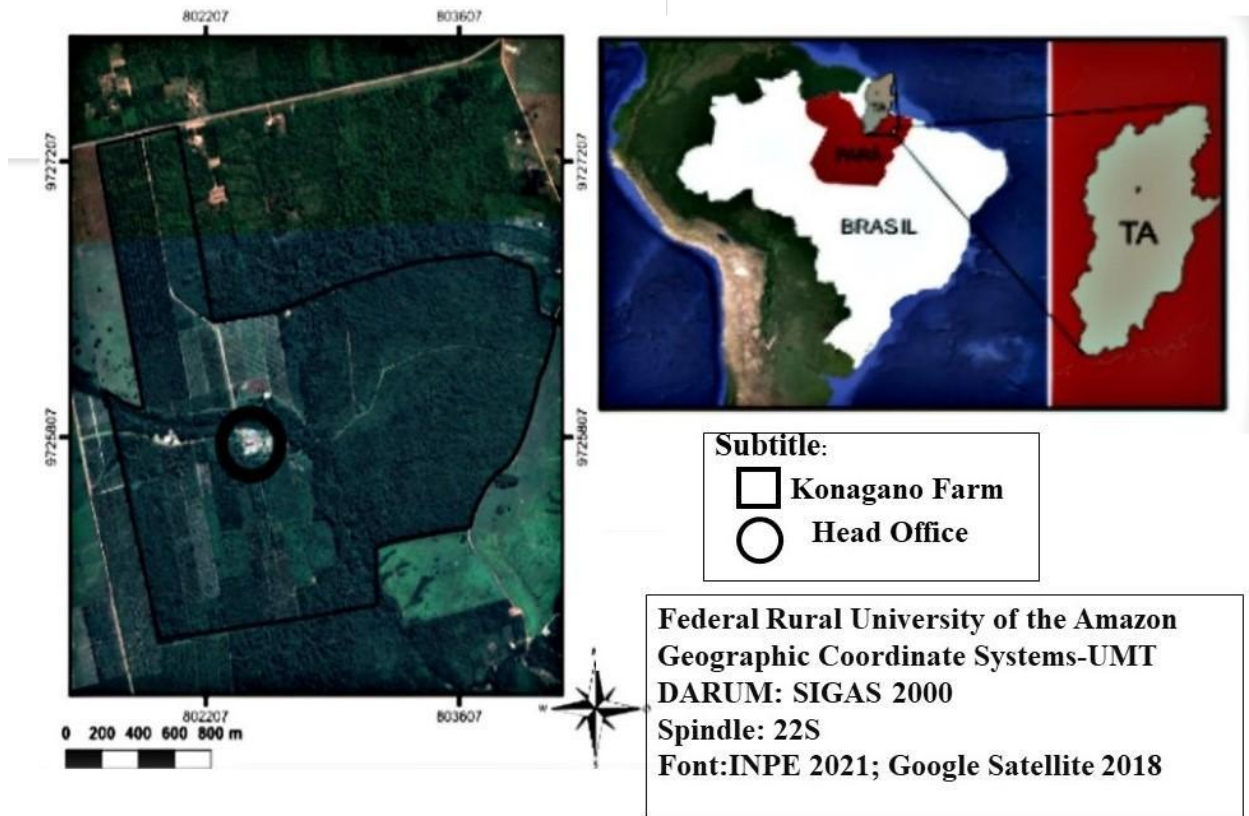 802207 803607
9727207 9727207
9725807 9725807
802207 803607
0 200 400 600 800 m
N
W
S
TA
PARÁ
BRASIL
TA
Subtitle:
Konagano Farm
Head Office
Federal Rural University of the Amazon
Geographic Coordinate Systems-UMT
DARUM: SIGAS 2000
Spindle: 22S
Font:INPE 2021; Google Satellite 2018